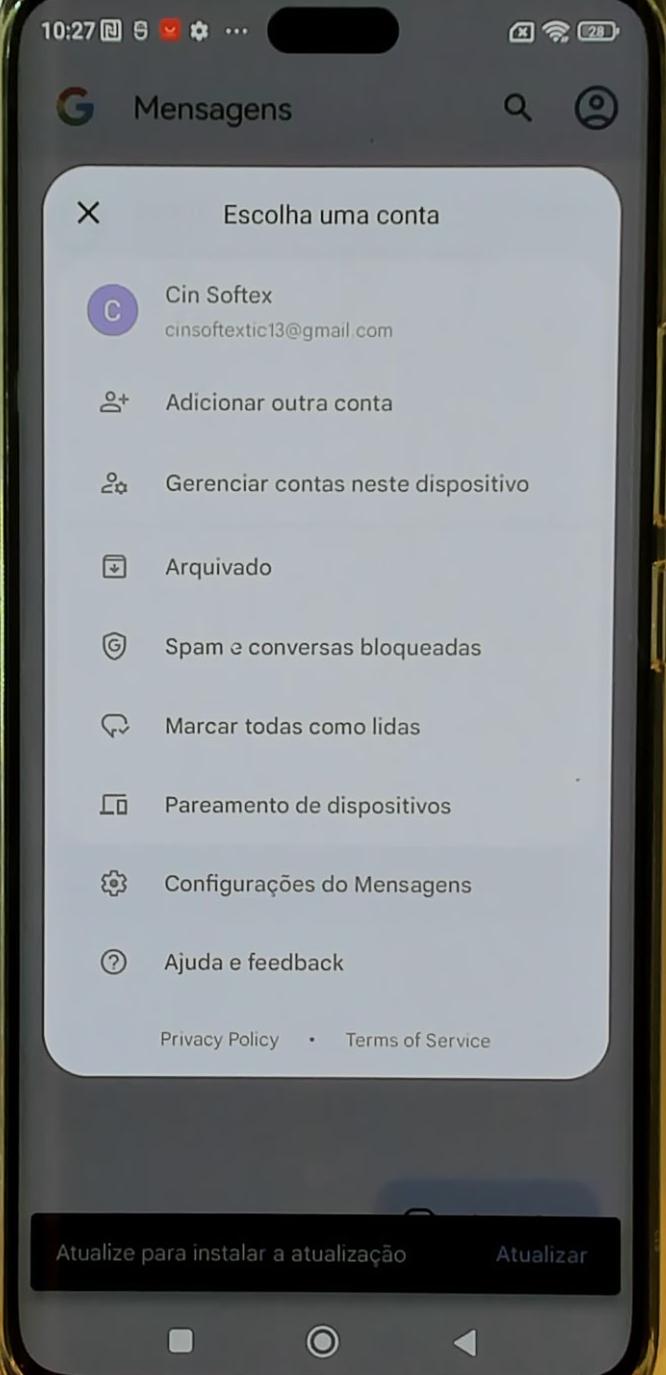 10:27 28
G Mensagens
Escolha uma conta
C
Cin Softex
cinsoftextic13@gmail.com
Adicionar outra conta
Gerenciar contas neste dispositivo
Arquivado
Spam e conversas bloqueadas
Marcar todas como lidas
Pareamento de dispositivos
Configurações do Mensagens
Ajuda e feedback
Privacy Policy • Terms of Service
Atualize para instalar a atualização Atualizar